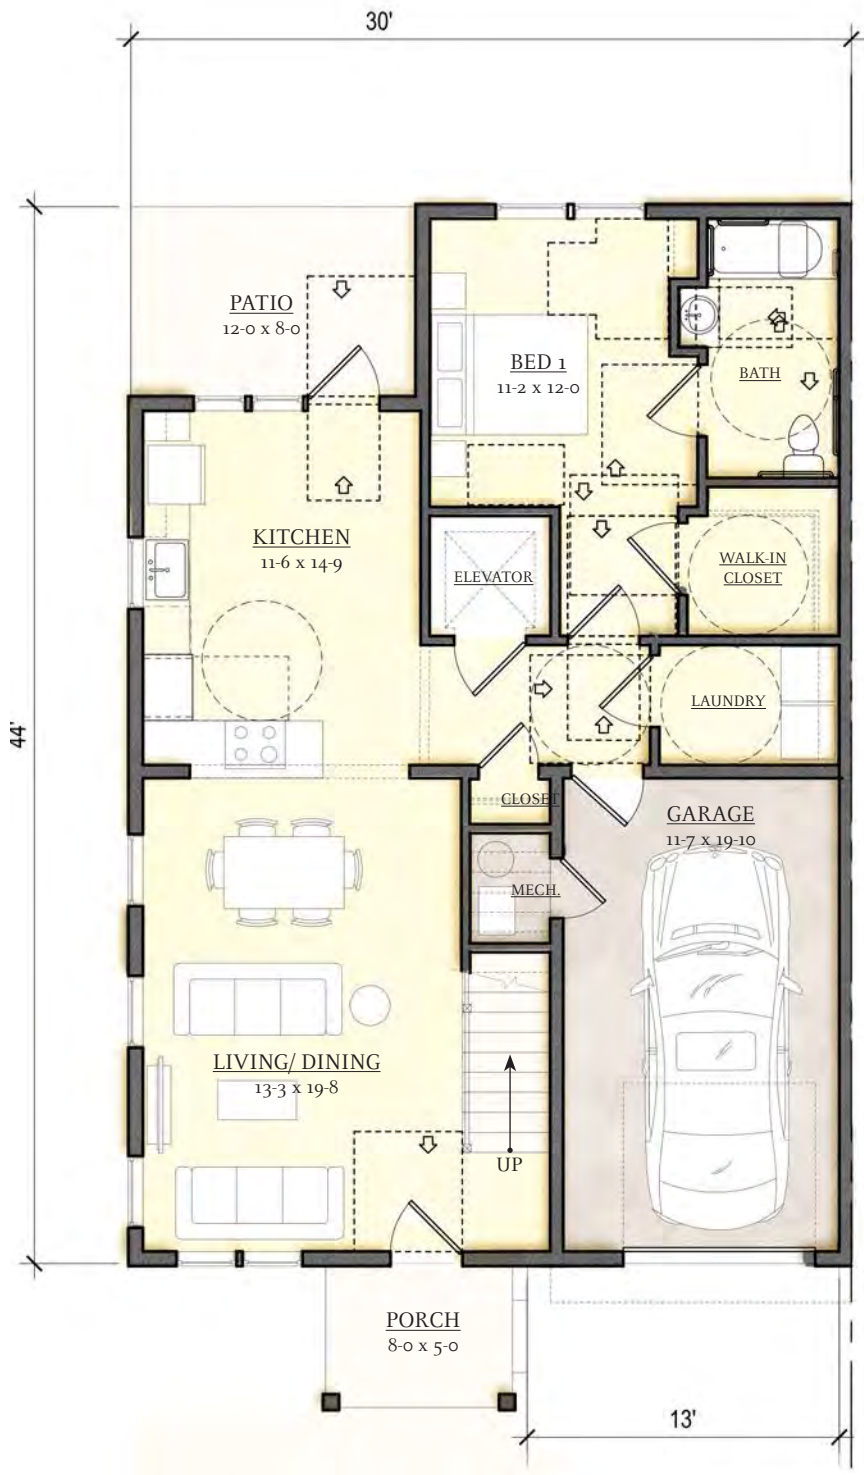 30'
PATIO
12-0 x 8-0
BED 1
11-2 x 12-0
BATH
KITCHEN
11-6 x 14-9
ELEVATOR
WALK-IN
CLOSET
LAUNDRY
44'
CLOSET
GARAGE
11-7 x 19-10
MECH.
LIVING/ DINING
13-3 x 19-8
UP
PORCH
8-0 x 5-0
13'